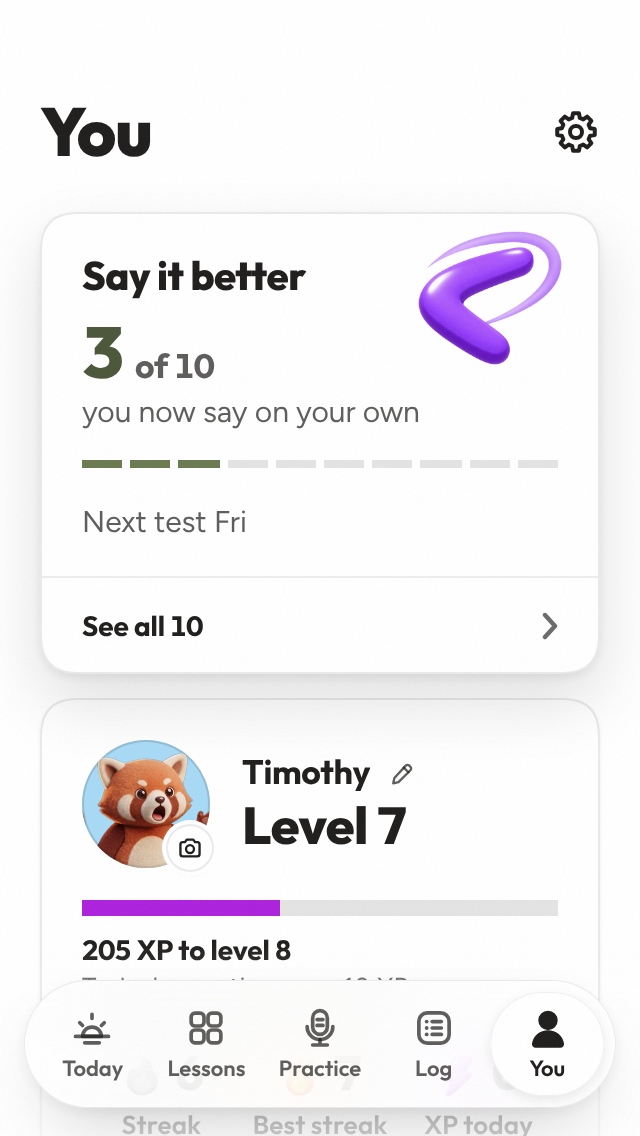 You
Say it better
3 of 10
you now say on your own
Next test Fri
See all 10
Timothy
Level 7
205 XP to level 8
Today
Lessons
Practice
Log
You
Streak
Best streak
XP today